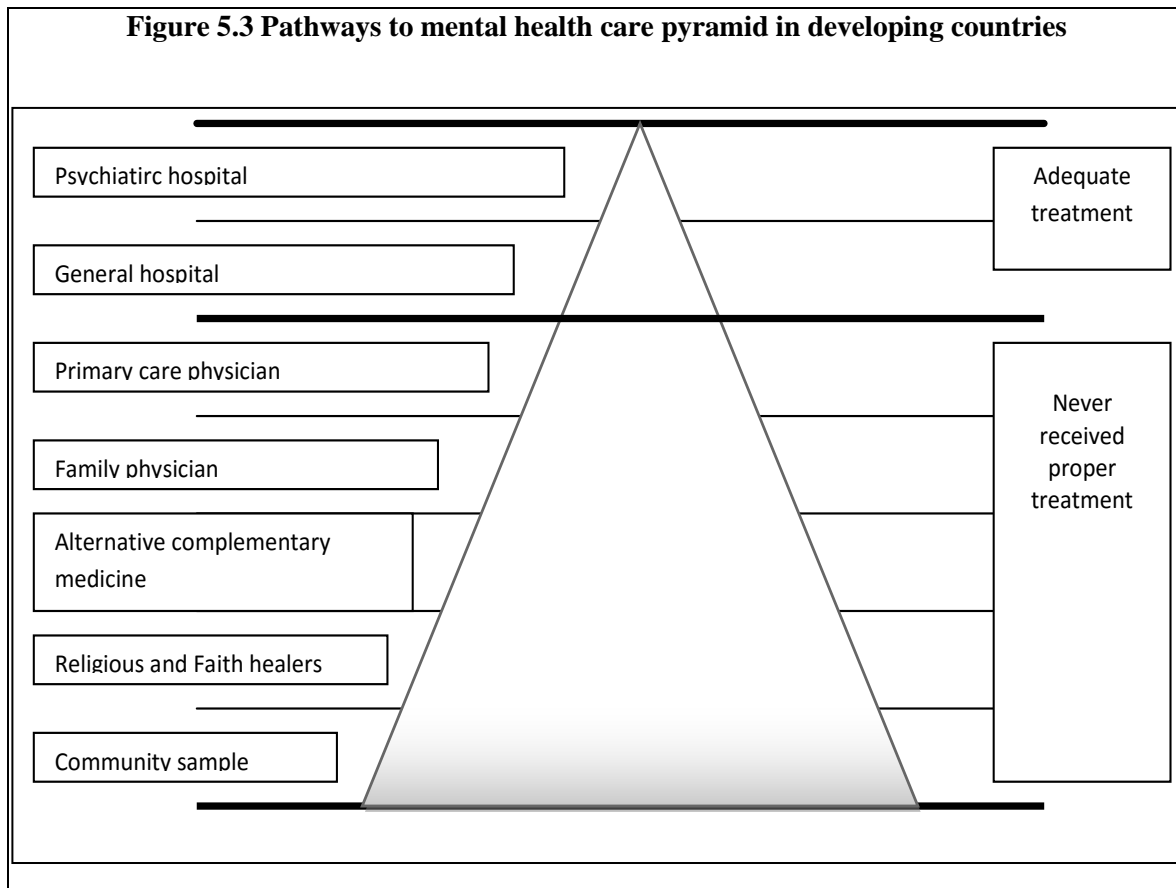 Figure 5.3 Pathways to mental health care pyramid in developing countries
Psychiatirc hospital
Adequate
treatment
General hospital
Primary care physician
Never
received
proper
treatment
Family physician
Alternative complementary
medicine
Religious and Faith healers
Community sample